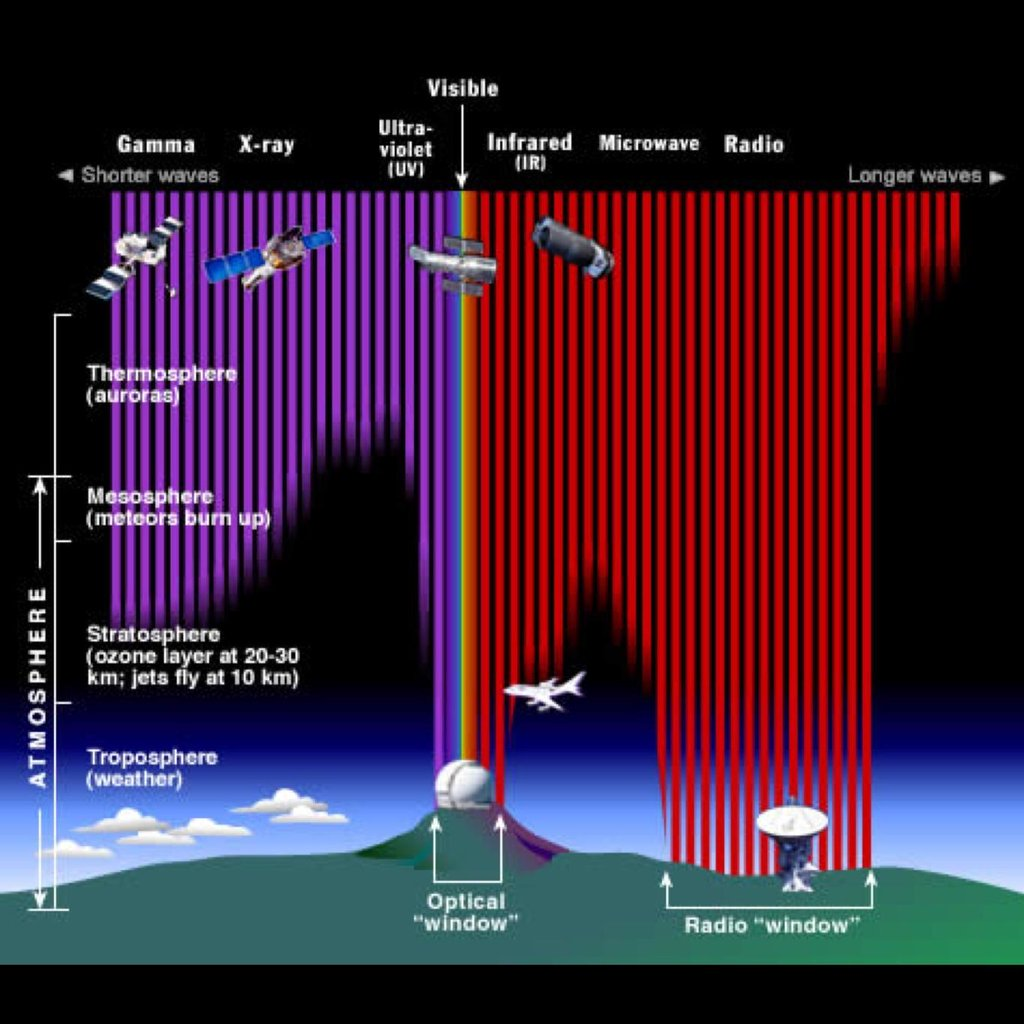 Visible
Gamma
X-ray
Ultra-
violet
(UV)
Infrared
(IR)
Microwave
Radio
Shorter waves
Longer waves
Thermosphere
(auroras)
Mesosphere
(meteors burn up)
Stratosphere
(ozone layer at 20-30
km; jets fly at 10 km)
Troposphere
(weather)
ATMOSPHERE
Optical
“window”
Radio “window”